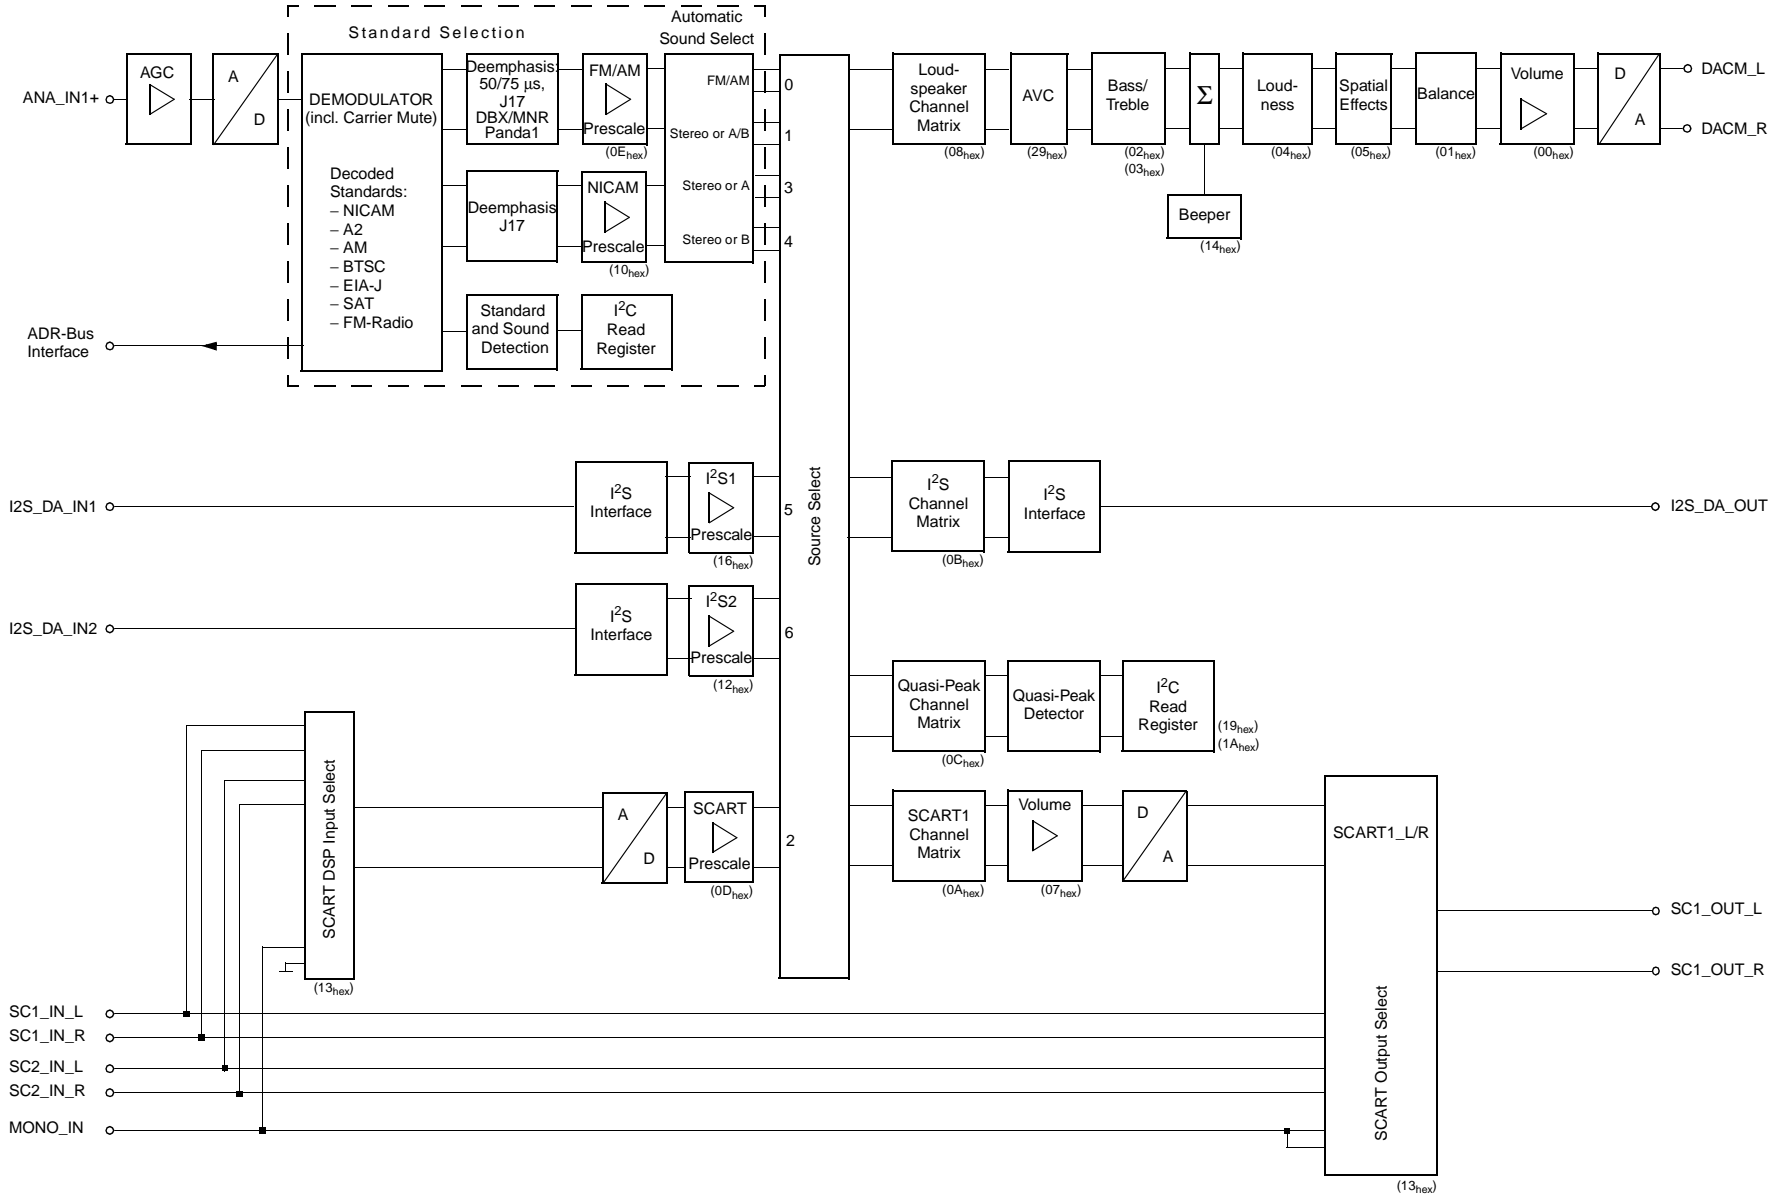 Automatic
Sound Select
Standard Selection
ANA_IN1+
AGC
A
D
DEMODULATOR
(incl. Carrier Mute)
Decoded
Standards:
– NICAM
– A2
– AM
– BTSC
– EIA-J
– SAT
– FM-Radio
Deemphasis:
50/75 µs,
J17
DBX/MNR
Panda1
FM/AM
Prescale
(0Ehex)
Deemphasis
J17
NICAM
Prescale
(10hex)
FM/AM
Stereo or A/B
Stereo or A
Stereo or B
0
1
3
4
Standard
and Sound
Detection
I2C
Read
Register
ADR-Bus
Interface
Loud-
speaker
Channel
Matrix
(08hex)
AVC
(29hex)
Bass/
Treble
(02hex)
(03hex)
Σ
Beeper
(14hex)
Loud-
ness
(04hex)
Spatial
Effects
(05hex)
Balance
(01hex)
Volume
(00hex)
D
A
DACM_L
DACM_R
I2S_DA_IN1
I2S
Interface
I2S1
Prescale
(16hex)
5
Source Select
I2S
Channel
Matrix
(0Bhex)
I2S
Interface
I2S_DA_OUT
I2S_DA_IN2
I2S
Interface
I2S2
Prescale
(12hex)
6
Quasi-Peak
Channel
Matrix
(0Chex)
Quasi-Peak
Detector
I2C
Read
Register
(19hex)
(1Ahex)
SCART DSP Input Select
(13hex)
A
D
SCART
Prescale
(0Dhex)
2
SCART1
Channel
Matrix
(0Ahex)
Volume
(07hex)
D
A
SCART1_L/R
SCART Output Select
(13hex)
SC1_OUT_L
SC1_OUT_R
SC1_IN_L
SC1_IN_R
SC2_IN_L
SC2_IN_R
MONO_IN